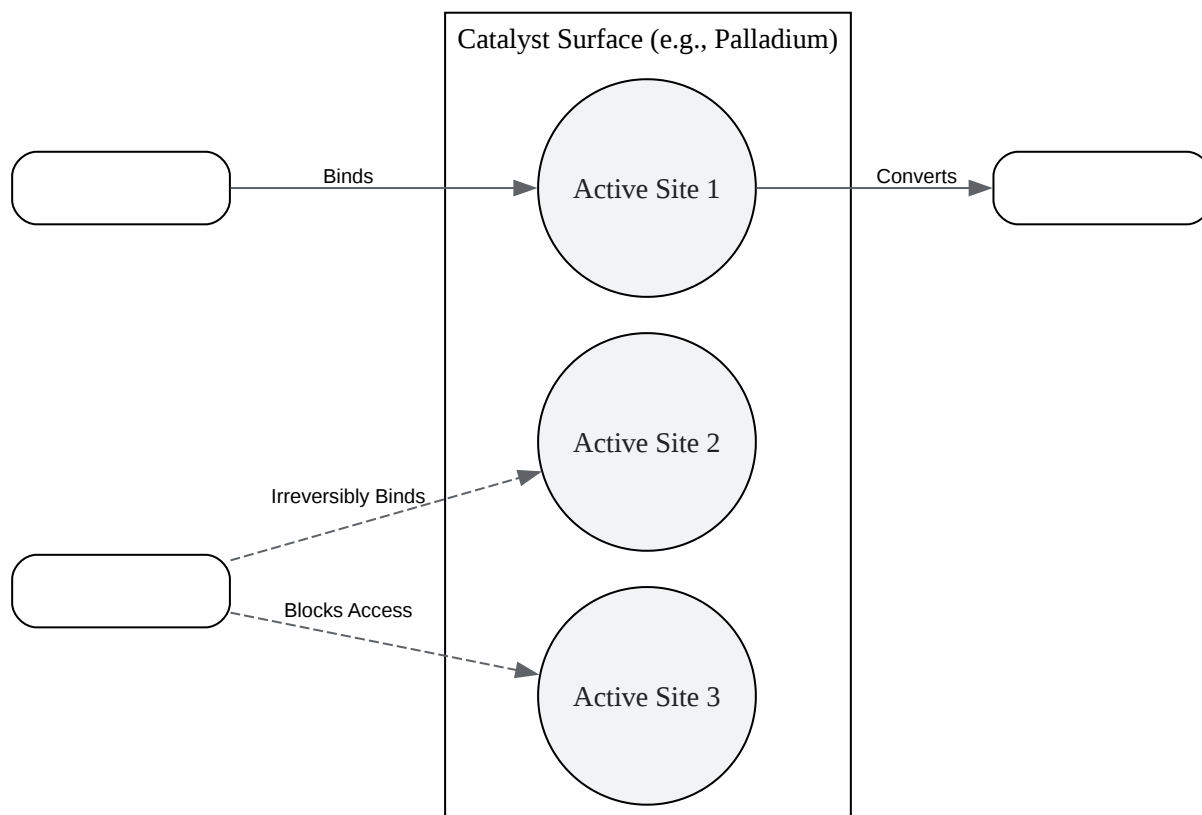 Catalyst Surface (e.g., Palladium)
Binds
Active Site 1
Converts
Active Site 2
Irreversibly Binds
Blocks Access
Active Site 3